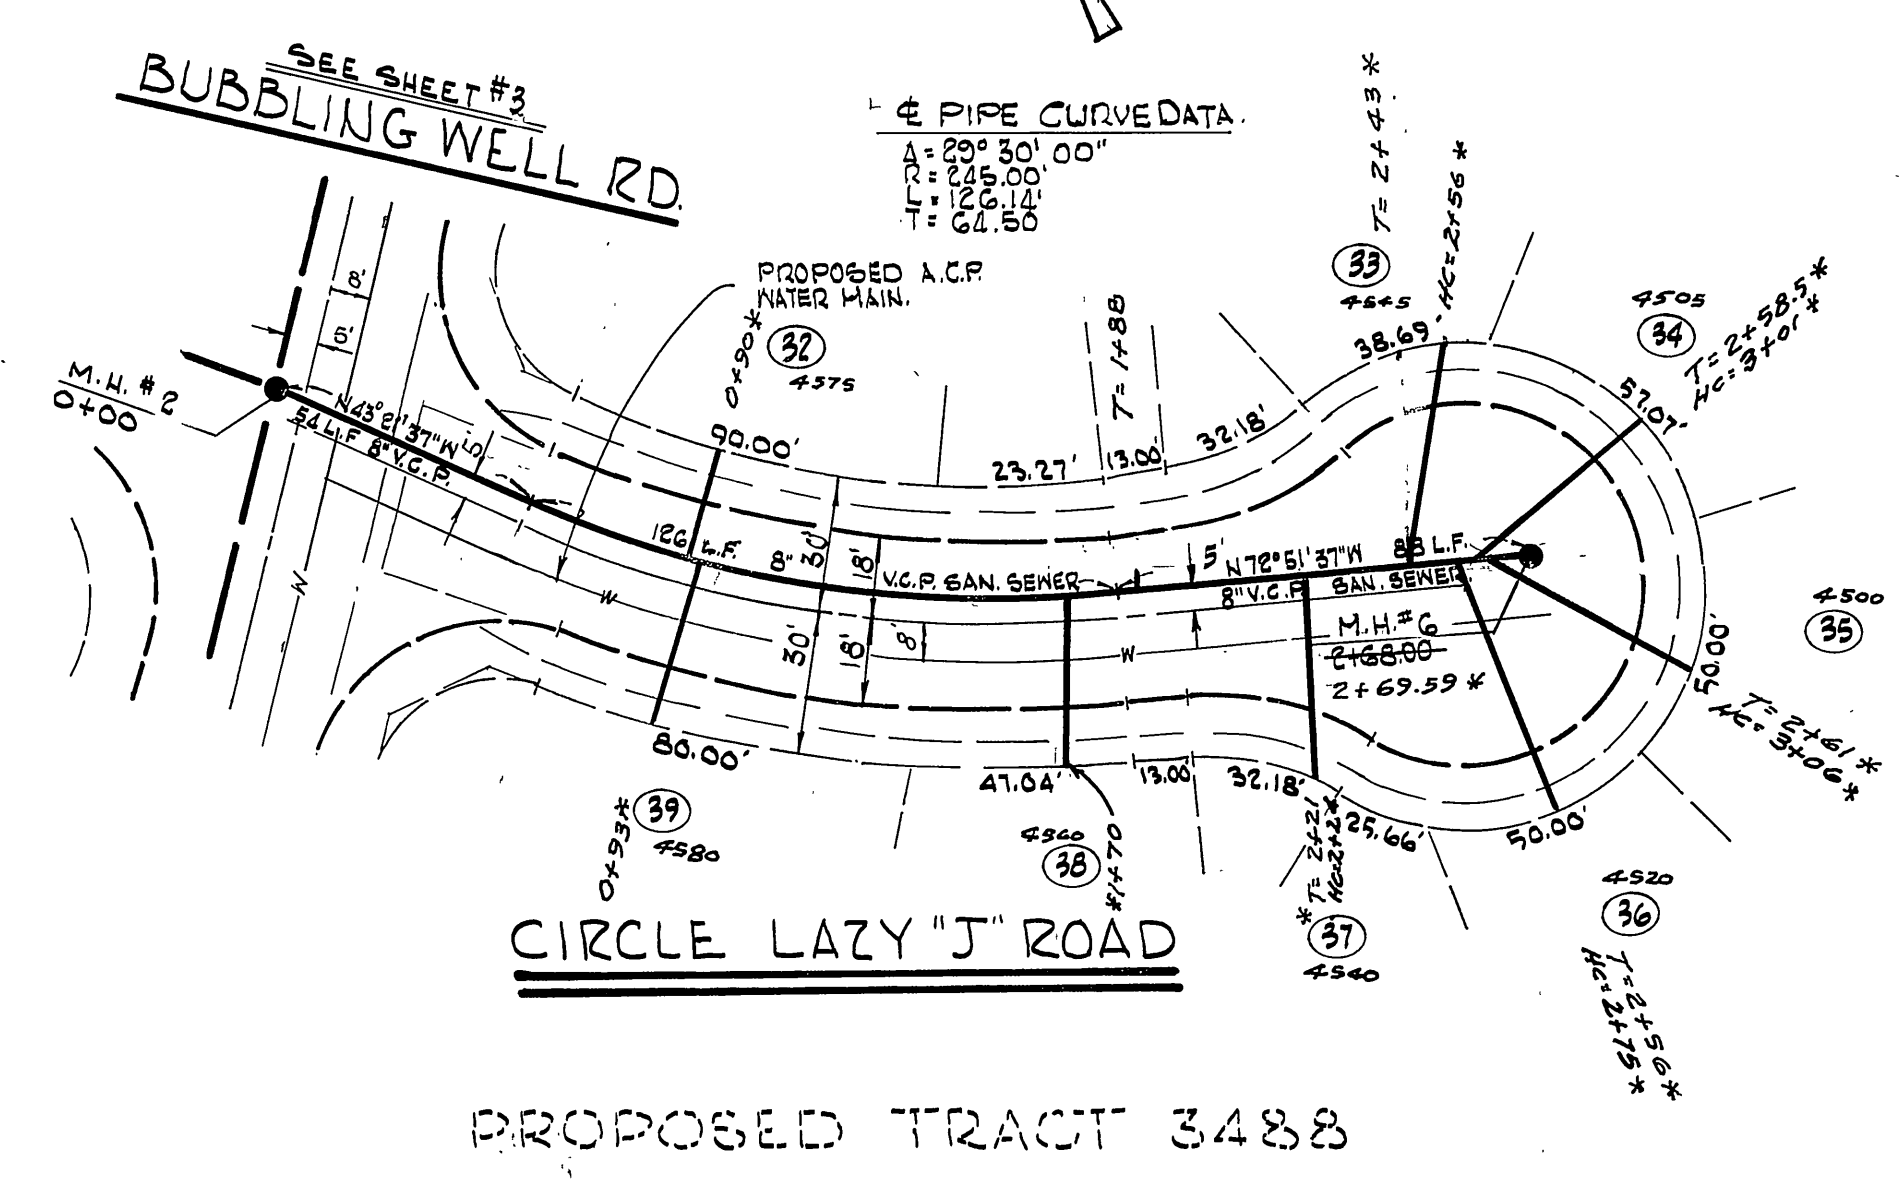 SEE SHEET #3
BUBBLING WELL RD.
℄ PIPE CURVE DATA.
Δ = 29° 30' 00"
R = 245.00'
L = 126.14'
T = 64.50
PROPOSED A.C.P.
WATER MAIN.
M.H. # 2
0+00
8'
5'
N43°21'37"W
54 L.F.
8" V.C.P.
5'
0+90*
32
4575
90.00'
T = 1+88
23.27'
13.00'
32.18'
T = 2+43 *
33
4545
38.69'
HC = 2+56 *
4505
34
T = 2+58.5 *
HC = 3+01 *
57.07'
126 L.F.
8"
V.C.P. SAN. SEWER
30'
18'
5'
N72°51'37"W
88 L.F.
8" V.C.P.
SAN. SEWER
M.H. #6
2+68.00
2+69.59 *
W
W
W
30'
18'
8'
4500
35
50.00'
T = 2+61 *
HC = 3+06 *
80.00'
47.04'
13.00'
32.18'
25.66'
50.00'
0+93*
39
4580
4560
38
*1+70
* T = 2+21
37
4540
4520
36
T = 2+56 *
HC = 2+75 *
CIRCLE LAZY "J" ROAD
PROPOSED TRACT 3488